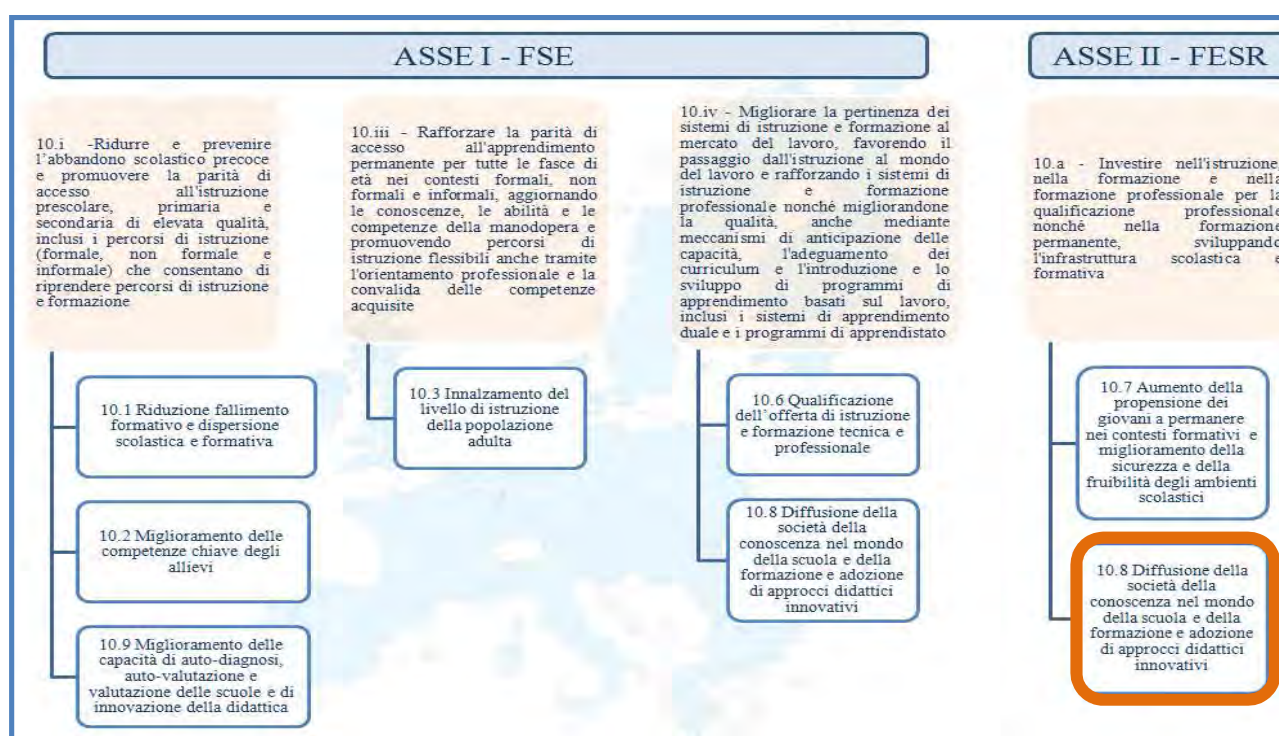 ASSE I - FSE
10.i -Ridurre e prevenire
l'abbandono scolastico precoce
e promuovere la parità di
accesso all'istruzione
prescolare, primaria e
secondaria di elevata qualità,
inclusi i percorsi di istruzione
(formale, non formale e
informale) che consentano di
riprendere percorsi di istruzione
e formazione
10.1 Riduzione fallimento
formativo e dispersione
scolastica e formativa
10.2 Miglioramento delle
competenze chiave degli
allievi
10.9 Miglioramento delle
capacità di auto-diagnosi,
auto-valutazione e
valutazione delle scuole e di
innovazione della didattica
10.iii - Rafforzare la parità di
accesso all'apprendimento
permanente per tutte le fasce di
età nei contesti formali, non
formali e informali, aggiornando
le conoscenze, le abilità e le
competenze della manodopera e
promuovendo percorsi di
istruzione flessibili anche tramite
l'orientamento professionale e la
convalida delle competenze
acquisite
10.3 Innalzamento del
livello di istruzione
della popolazione
adulta
10.iv - Migliorare la pertinenza dei
sistemi di istruzione e formazione al
mercato del lavoro, favorendo il
passaggio dall'istruzione al mondo
del lavoro e rafforzando i sistemi di
istruzione e formazione
professionale nonché migliorandone
la qualità, anche mediante
meccanismi di anticipazione delle
capacità, l'adeguamento dei
curriculum e l'introduzione e lo
sviluppo di programmi di
apprendimento basati sul lavoro,
inclusi i sistemi di apprendimento
duale e i programmi di apprendistato
10.6 Qualificazione
dell'offerta di istruzione
e formazione tecnica e
professionale
10.8 Diffusione della
società della
conoscenza nel mondo
della scuola e della
formazione e adozione
di approcci didattici
innovativi
ASSE II - FESR
10.a - Investire nell'istruzione,
nella formazione e nella
formazione professionale per la
qualificazione professionale
nonché nella formazione
permanente, sviluppando
l'infrastruttura scolastica e
formativa
10.7 Aumento della
propensione dei
giovani a permanere
nei contesti formativi e
miglioramento della
sicurezza e della
fruibilità degli ambienti
scolastici
10.8 Diffusione della
società della
conoscenza nel mondo
della scuola e della
formazione e adozione
di approcci didattici
innovativi